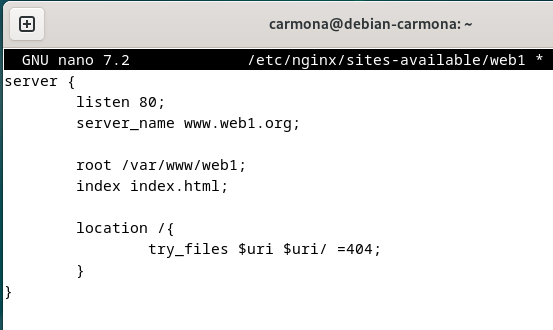 carmona@debian-carmona: ~
GNU nano 7.2 /etc/nginx/sites-available/web1 *
server {
listen 80;
server_name www.web1.org;
root /var/www/web1;
index index.html;
location /{
try_files $uri $uri/ =404;
}
}